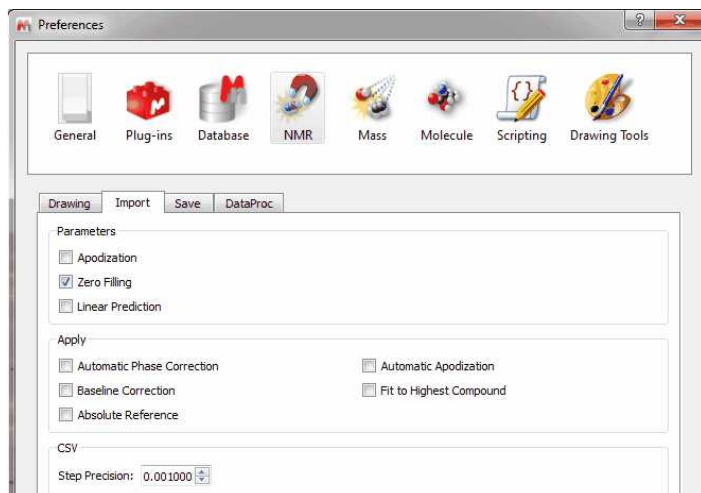 Preferences
General Plug-ins Database NMR Mass Molecule Scripting Drawing Tools
Drawing Import Save DataProc
Parameters
Apodization
Zero Filling
Linear Prediction
Apply
Automatic Phase Correction Automatic Apodization
Baseline Correction Fit to Highest Compound
Absolute Reference
CSV
Step Precision: 0.001000